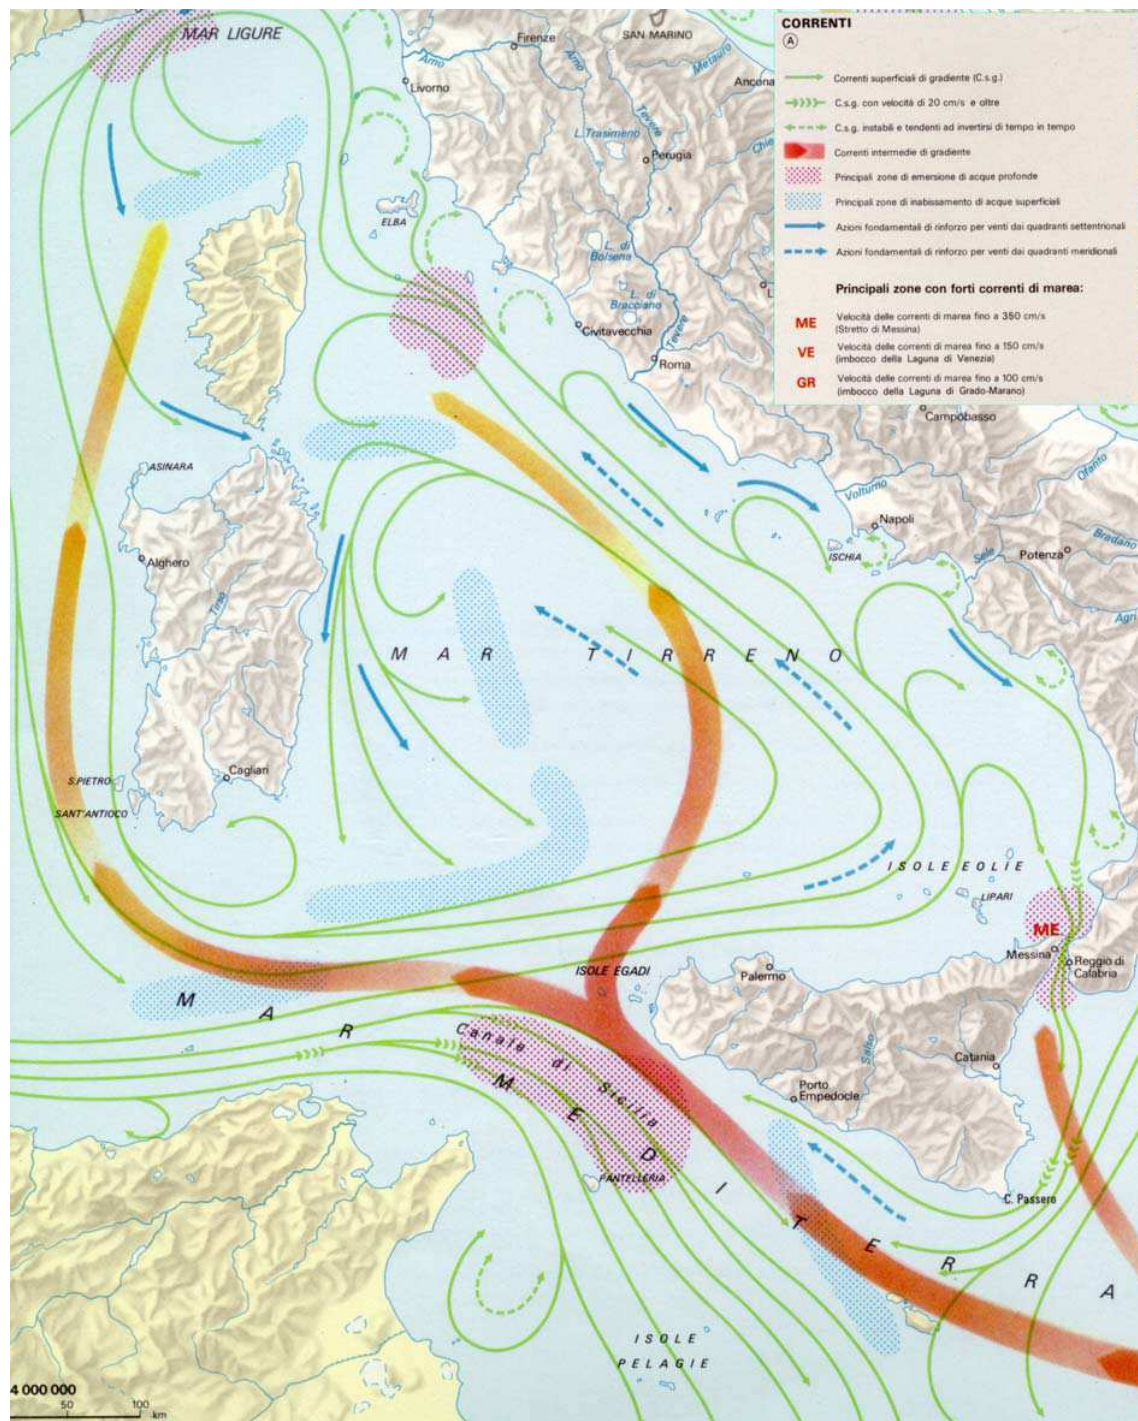 CORRENTI
A
Correnti superficiali di gradiente (C.s.g.)
C.s.g. con velocità di 20 cm/s e oltre
C.s.g. instabili e tendenti ad invertirsi di tempo in tempo
Correnti intermedie di gradiente
Principali zone di emersione di acque profonde
Principali zone di inabissamento di acque superficiali
Azioni fondamentali di rinforzo per venti dai quadranti settentrionali
Azioni fondamentali di rinforzo per venti dai quadranti meridionali
Principali zone con forti correnti di marea:
ME Velocità delle correnti di marea fino a 350 cm/s
(Stretto di Messina)
VE Velocità delle correnti di marea fino a 150 cm/s
(imbocco della Laguna di Venezia)
GR Velocità delle correnti di marea fino a 100 cm/s
(imbocco della Laguna di Grado-Marano)
MAR LIGURE
Firenze
SAN MARINO
Arno
Arno
Metauro
Livorno
Ancona
Tevere
L. Trasimeno
Chie
Perugia
ELBA
L. di
Bolsena
L. di
Bracciano
L
Civitavecchia
Tevere
Roma
Campobasso
ASINARA
Ofanto
Volturno
Napoli
Bradano
ISCHIA
Sele
Potenza
Alghero
Tirso
Agri
MAR TIRRENO
Cagliari
S.PIETRO
SANT'ANTIOCO
ISOLE EOLIE
LIPARI
ME
Messina
Reggio di
Calabria
ISOLE EGADI
Palermo
MAR MEDITERRA
Canale di Sicilia
Salso
Catania
Porto
Empedocle
PANTELLERIA
C. Passero
ISOLE
PELAGIE
4 000 000
50 100
km